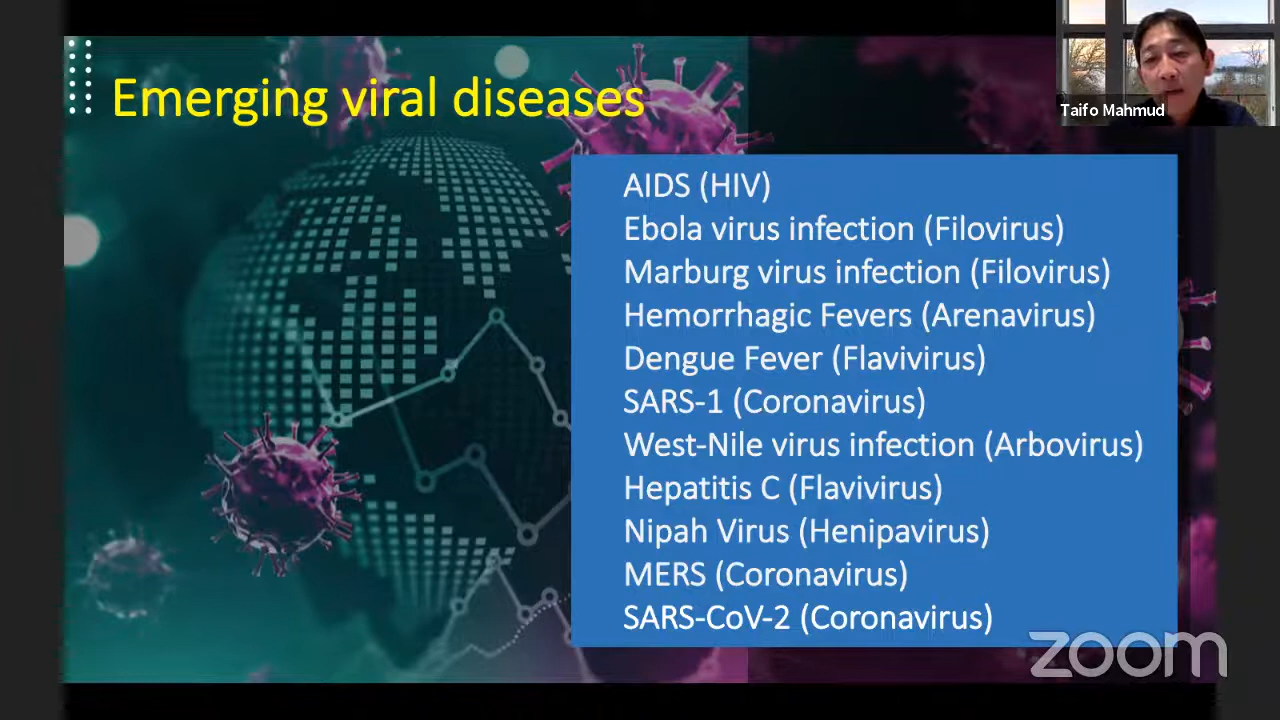 Emerging viral diseases
Taifo Mahmud
AIDS (HIV)
Ebola virus infection (Filovirus)
Marburg virus infection (Filovirus)
Hemorrhagic Fevers (Arenavirus)
Dengue Fever (Flavivirus)
SARS-1 (Coronavirus)
West-Nile virus infection (Arbovirus)
Hepatitis C (Flavivirus)
Nipah Virus (Henipavirus)
MERS (Coronavirus)
SARS-CoV-2 (Coronavirus)
zoom